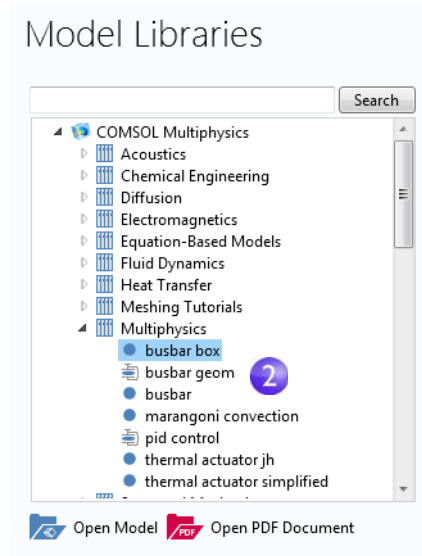 Model Libraries
Search
COMSOL Multiphysics
Acoustics
Chemical Engineering
Diffusion
Electromagnetics
Equation-Based Models
Fluid Dynamics
Heat Transfer
Meshing Tutorials
Multiphysics
busbar box
busbar geom
2
busbar
marangoni convection
pid control
thermal actuator jh
thermal actuator simplified
Open Model PDF Open PDF Document